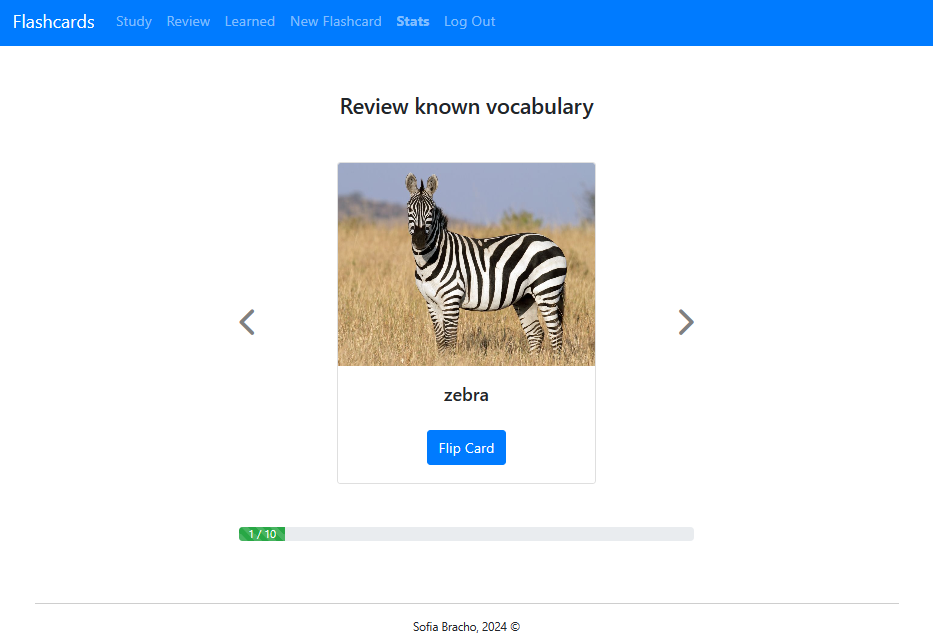 Flashcards Study Review Learned New Flashcard Stats Log Out
Review known vocabulary
zebra
Flip Card
1 / 10
Sofia Bracho, 2024 ©